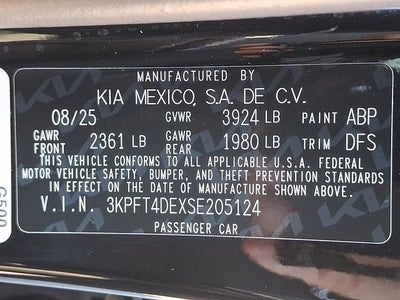 MANUFACTURED BY
KIA MEXICO, S.A. DE C.V.
08/25 GVWR 3924 LB PAINT ABP
GAWR FRONT 2361 LB GAWR REAR 1980 LB TRIM DFS
THIS VEHICLE CONFORMS TO ALL APPLICABLE U.S.A. FEDERAL
MOTOR VEHICLE SAFETY, BUMPER, AND THEFT PREVENTION STANDARDS
IN EFFECT ON THE DATE OF MANUFACTURE SHOWN ABOVE.
V.I.N. 3KPFT4DEXSE205124
PASSENGER CAR
G500